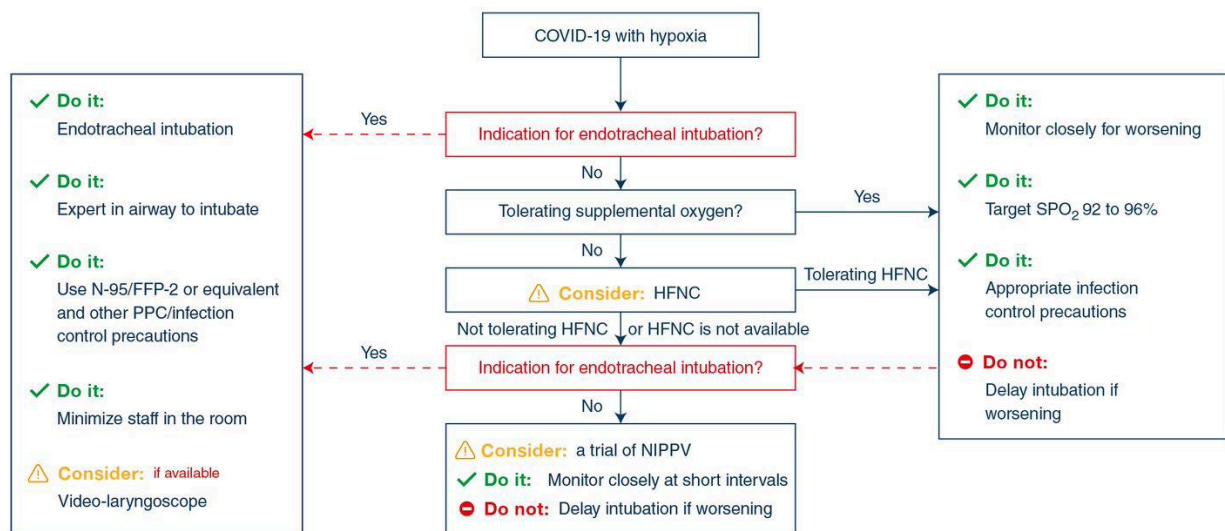 COVID-19 with hypoxia
Do it:
Endotracheal intubation
Do it:
Expert in airway to intubate
Do it:
Use N-95/FFP-2 or equivalent
and other PPC/infection
control precautions
Do it:
Minimize staff in the room
Consider: if available
Video-laryngoscope
Yes
Indication for endotracheal intubation?
No
Tolerating supplemental oxygen?
Yes
No
Consider: HFNC
Tolerating HFNC
Not tolerating HFNC or HFNC is not available
Yes
Indication for endotracheal intubation?
No
Consider: a trial of NIPPV
Do it: Monitor closely at short intervals
Do not: Delay intubation if worsening
Do it:
Monitor closely for worsening
Do it:
Target SPO₂ 92 to 96%
Do it:
Appropriate infection
control precautions
Do not:
Delay intubation if
worsening